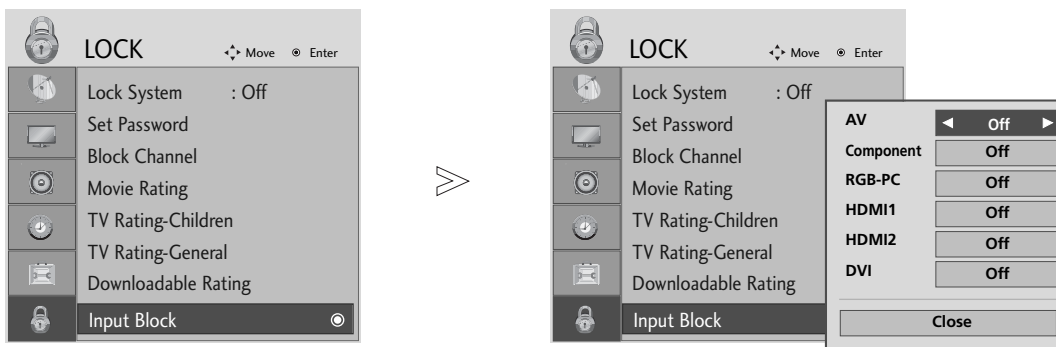 LOCK
Move Enter
Lock System : Off
Set Password
Block Channel
Movie Rating
TV Rating-Children
TV Rating-General
Downloadable Rating
Input Block
LOCK
Move Enter
Lock System : Off
Set Password
Block Channel
Movie Rating
TV Rating-Children
TV Rating-General
Downloadable Rating
Input Block
AV Off
Component Off
RGB-PC Off
HDMI1 Off
HDMI2 Off
DVI Off
Close